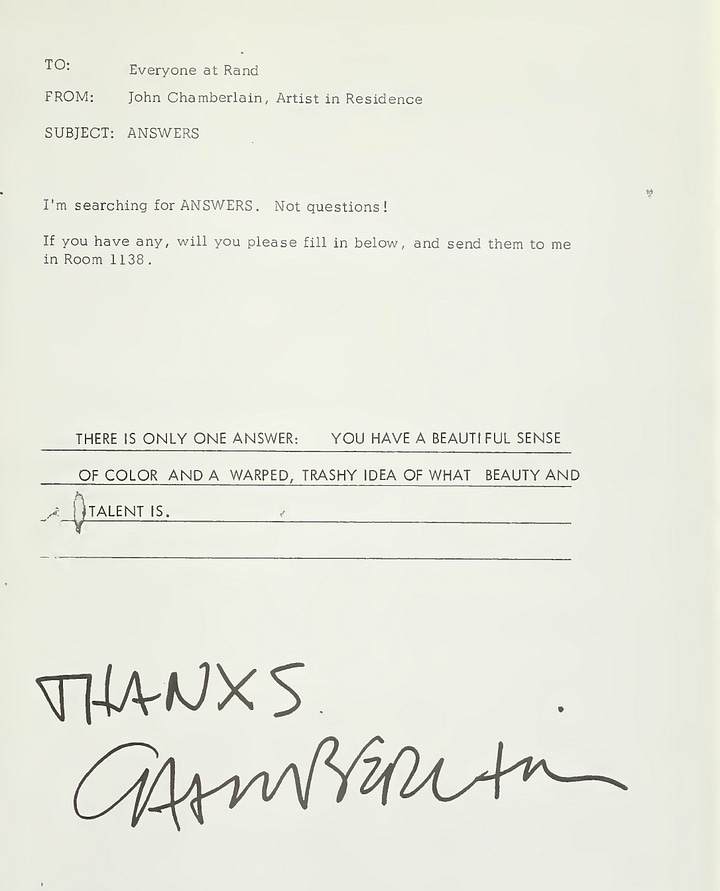 TO: Everyone at Rand
FROM: John Chamberlain, Artist in Residence
SUBJECT: ANSWERS
I'm searching for ANSWERS. Not questions!
If you have any, will you please fill in below, and send them to me
in Room 1138.
THERE IS ONLY ONE ANSWER: YOU HAVE A BEAUTIFUL SENSE
OF COLOR AND A WARPED, TRASHY IDEA OF WHAT BEAUTY AND
TALENT IS.
THANXS
CHAMBERLAIN